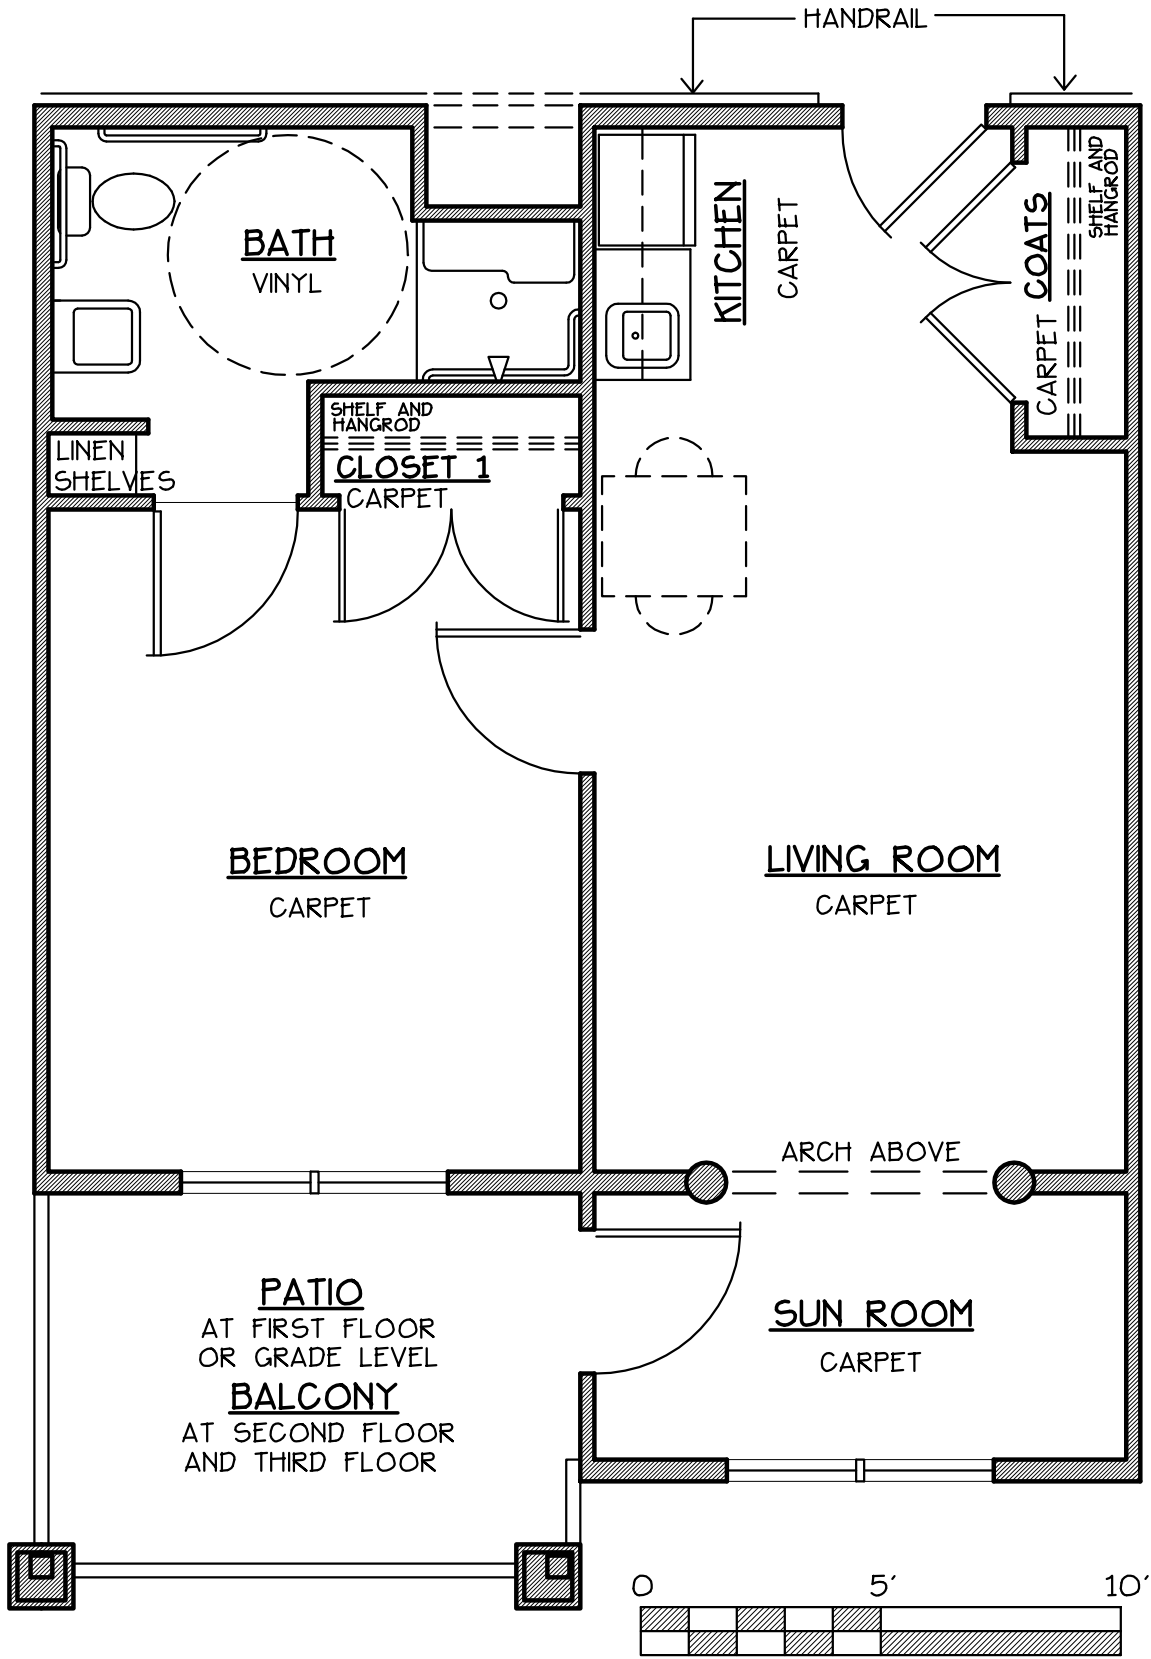 HANDRAIL
SHELF AND
HANGROD
COATS
CARPET
KITCHEN
CARPET
BATH
VINYL
SHELF AND
HANGROD
CLOSET 1
CARPET
LINEN
SHELVES
BEDROOM
CARPET
LIVING ROOM
CARPET
ARCH ABOVE
PATIO
AT FIRST FLOOR
OR GRADE LEVEL
BALCONY
AT SECOND FLOOR
AND THIRD FLOOR
SUN ROOM
CARPET
0 5' 10'